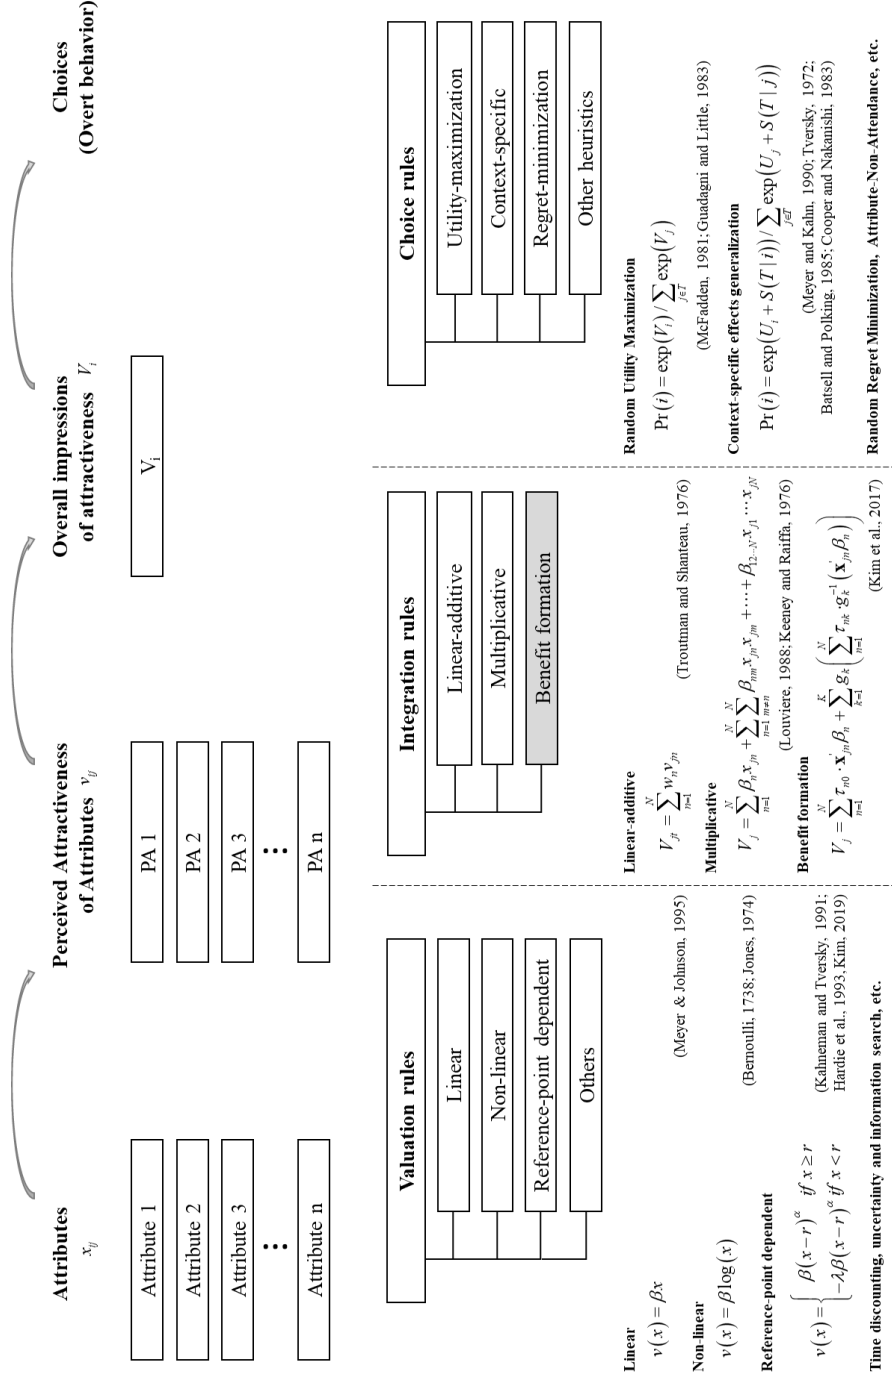 Attributes
x_ij
Perceived Attractiveness
of Attributes v_ij
Overall impressions
of attractiveness V_i
Choices
(Overt behavior)
Attribute 1
Attribute 2
Attribute 3
⋮
Attribute n
PA 1
PA 2
PA 3
⋮
PA n
V_i
Valuation rules
Linear
Non-linear
Reference-point dependent
Others
Integration rules
Linear-additive
Multiplicative
Benefit formation
Choice rules
Utility-maximization
Context-specific
Regret-minimization
Other heuristics
Linear
v(x) = βx
(Meyer & Johnson, 1995)
Non-linear
v(x) = β log(x)
(Bernoulli, 1738; Jones, 1974)
Reference-point dependent
v(x) = { β(x−r)^α if x ≥ r
−λβ(x−r)^α if x < r
(Kahneman and Tversky, 1991;
Hardie et al., 1993, Kim, 2019)
Time discounting, uncertainty and information search, etc.
Linear-additive
V_jt = ∑_{n=1}^{N} w_n v_jn
(Troutman and Shanteau, 1976)
Multiplicative
V_j = ∑_{n=1}^{N} β_n x_jn + ∑_{n=1}^{N} ∑_{m≠n}^{N} β_nm x_jn x_jm + ⋯ + β_{12⋯N} x_j1 ⋯ x_jN
(Louviere, 1988; Keeney and Raiffa, 1976)
Benefit formation
V_j = ∑_{n=1}^{N} τ_n0 · x'_jn β_n + ∑_{k=1}^{K} g_k ( ∑_{n=1}^{N} τ_nk · g_k^{-1} (x'_jn β_n) )
(Kim et al., 2017)
Random Utility Maximization
Pr(i) = exp(V_i) / ∑_{j∈T} exp(V_j)
(McFadden, 1981; Guadagni and Little, 1983)
Context-specific effects generalization
Pr(i) = exp(U_i + S(T | i)) / ∑_{j∈T} exp(U_j + S(T | j))
(Meyer and Kahn, 1990; Tversky, 1972;
Batsell and Polking, 1985; Cooper and Nakanishi, 1983)
Random Regret Minimization, Attribute-Non-Attendance, etc.